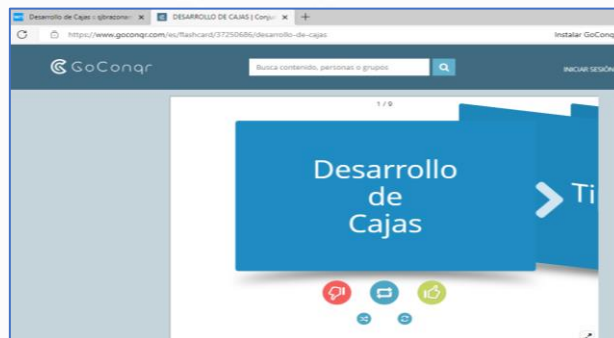 Desarrollo de Cajas :: qbrazonar
DESARROLLO DE CAJAS | Conju
https://www.goconqr.com/es/flashcard/37250686/desarrollo-de-cajas
Instalar GoConq
GoConqr
Busca contenido, personas o grupos
INICIAR SESIÓN
1 / 9
Desarrollo
de
Cajas
Ti